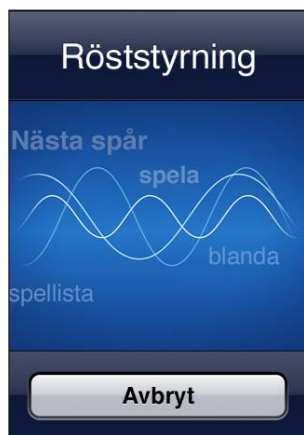 Röststyrning
Nästa spår
spela
blanda
spellista
Avbryt